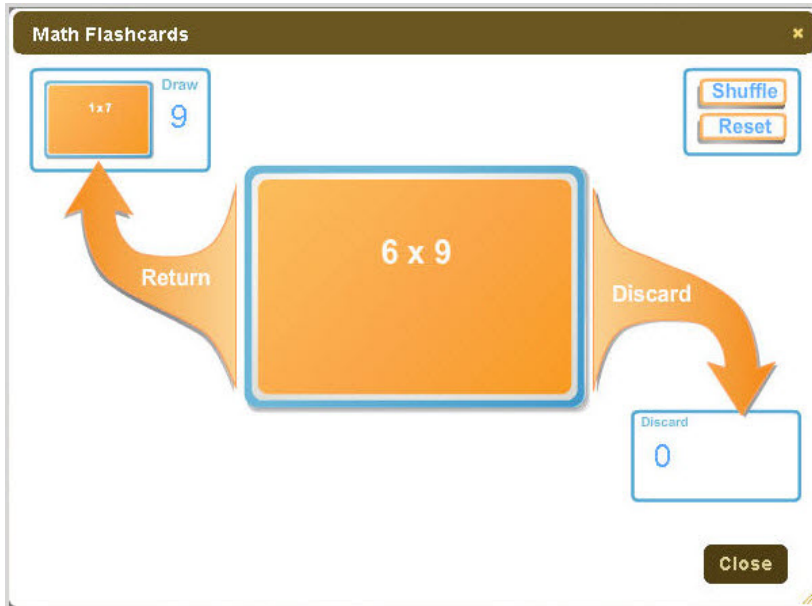 Math Flashcards
×
Draw
1 x 7
9
Shuffle
Reset
6 x 9
Return
Discard
Discard
0
Close